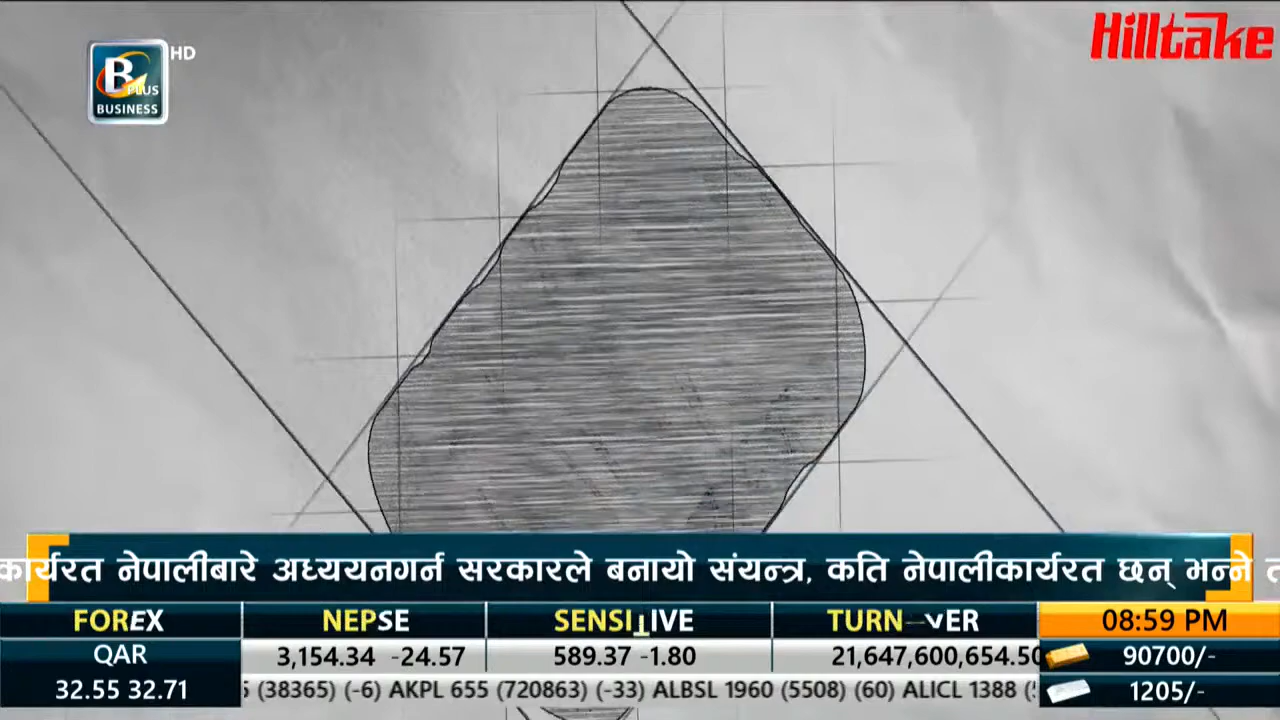 B PLUS BUSINESS HD
Hilltake
कार्यरत नेपालीबारे अध्ययनगर्न सरकारले बनायो संयन्त्र, कति नेपालीकार्यरत छन् भन्ने
FOREX NEPSE SENSITIVE TURNOVER 08:59 PM
QAR 3,154.34 -24.57 589.37 -1.80 21,647,600,654.50 90700/-
32.55 32.71 (38365) (-6) AKPL 655 (720863) (-33) ALBSL 1960 (5508) (60) ALICL 1388 1205/-